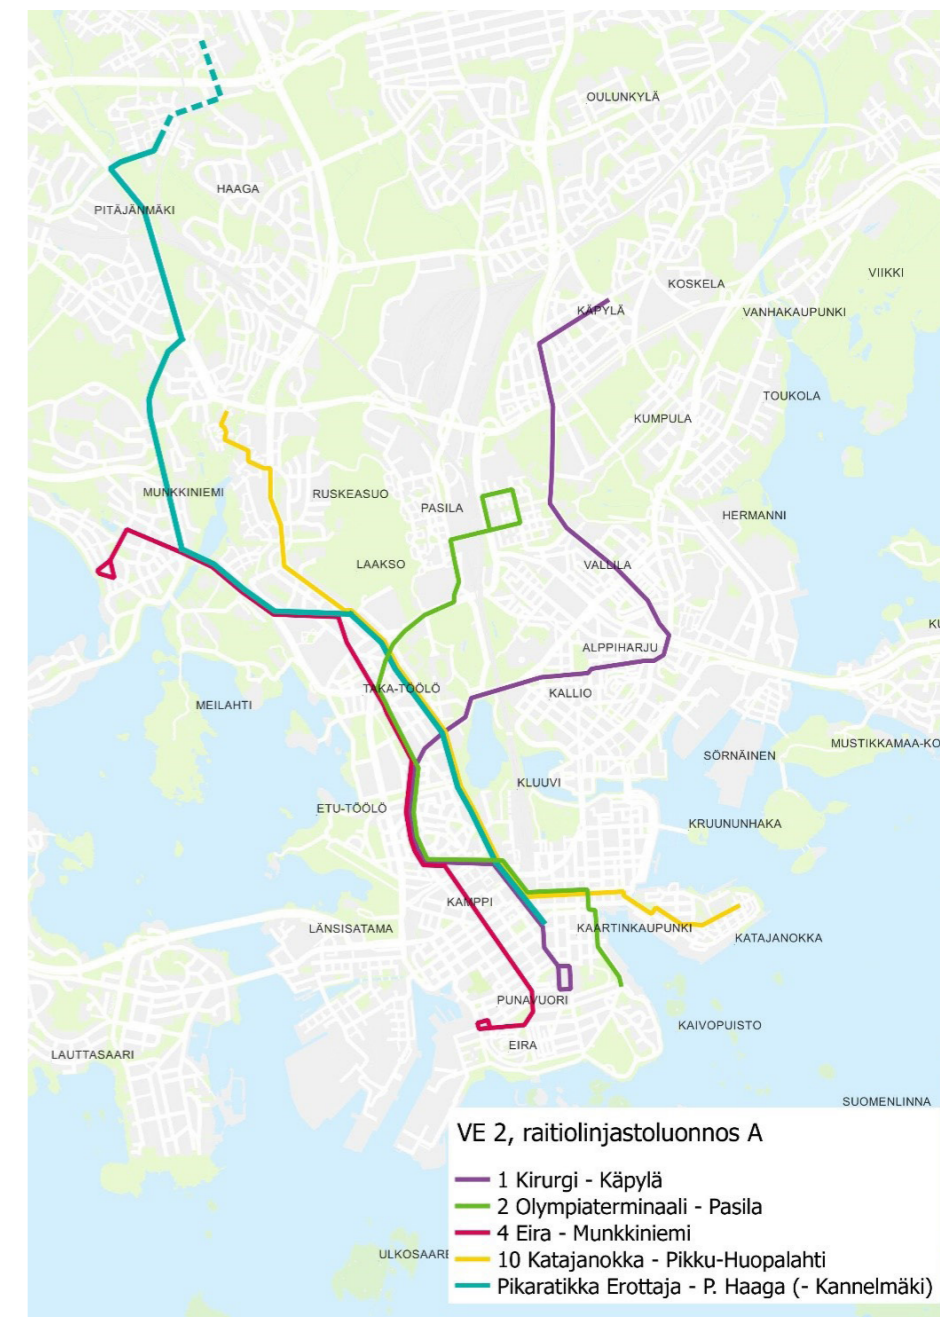 OULUNKYLÄ
HAAGA
PITÄJÄNMÄKI
VIIKKI
KOSKELA
KÄPYLÄ
VANHAKAUPUNKI
TOUKOLA
KUMPULA
MUNKKINIEMI
RUSKEASUO
PASILA
HERMANNI
LAAKSO
VALLILA
ALPPIHARJU
TAKA-TÖÖLÖ
KALLIO
MEILAHTI
MUSTIKKAMAA-KO
SÖRNÄINEN
KLUUVI
ETU-TÖÖLÖ
KRUUNUNHAKA
KAMPPI
LÄNSISATAMA
KAARTINKAUPUNKI
KATAJANOKKA
PUNAVUORI
KAIVOPUISTO
EIRA
LAUTTASAARI
SUOMENLINNA
ULKOSAARE
VE 2, raitiolinjastoluonnos A
1 Kirurgi - Käpylä
2 Olympiaterminaali - Pasila
4 Eira - Munkkiniemi
10 Katajanokka - Pikku-Huopalahti
Pikaratikka Erottaja - P. Haaga (- Kannelmäki)